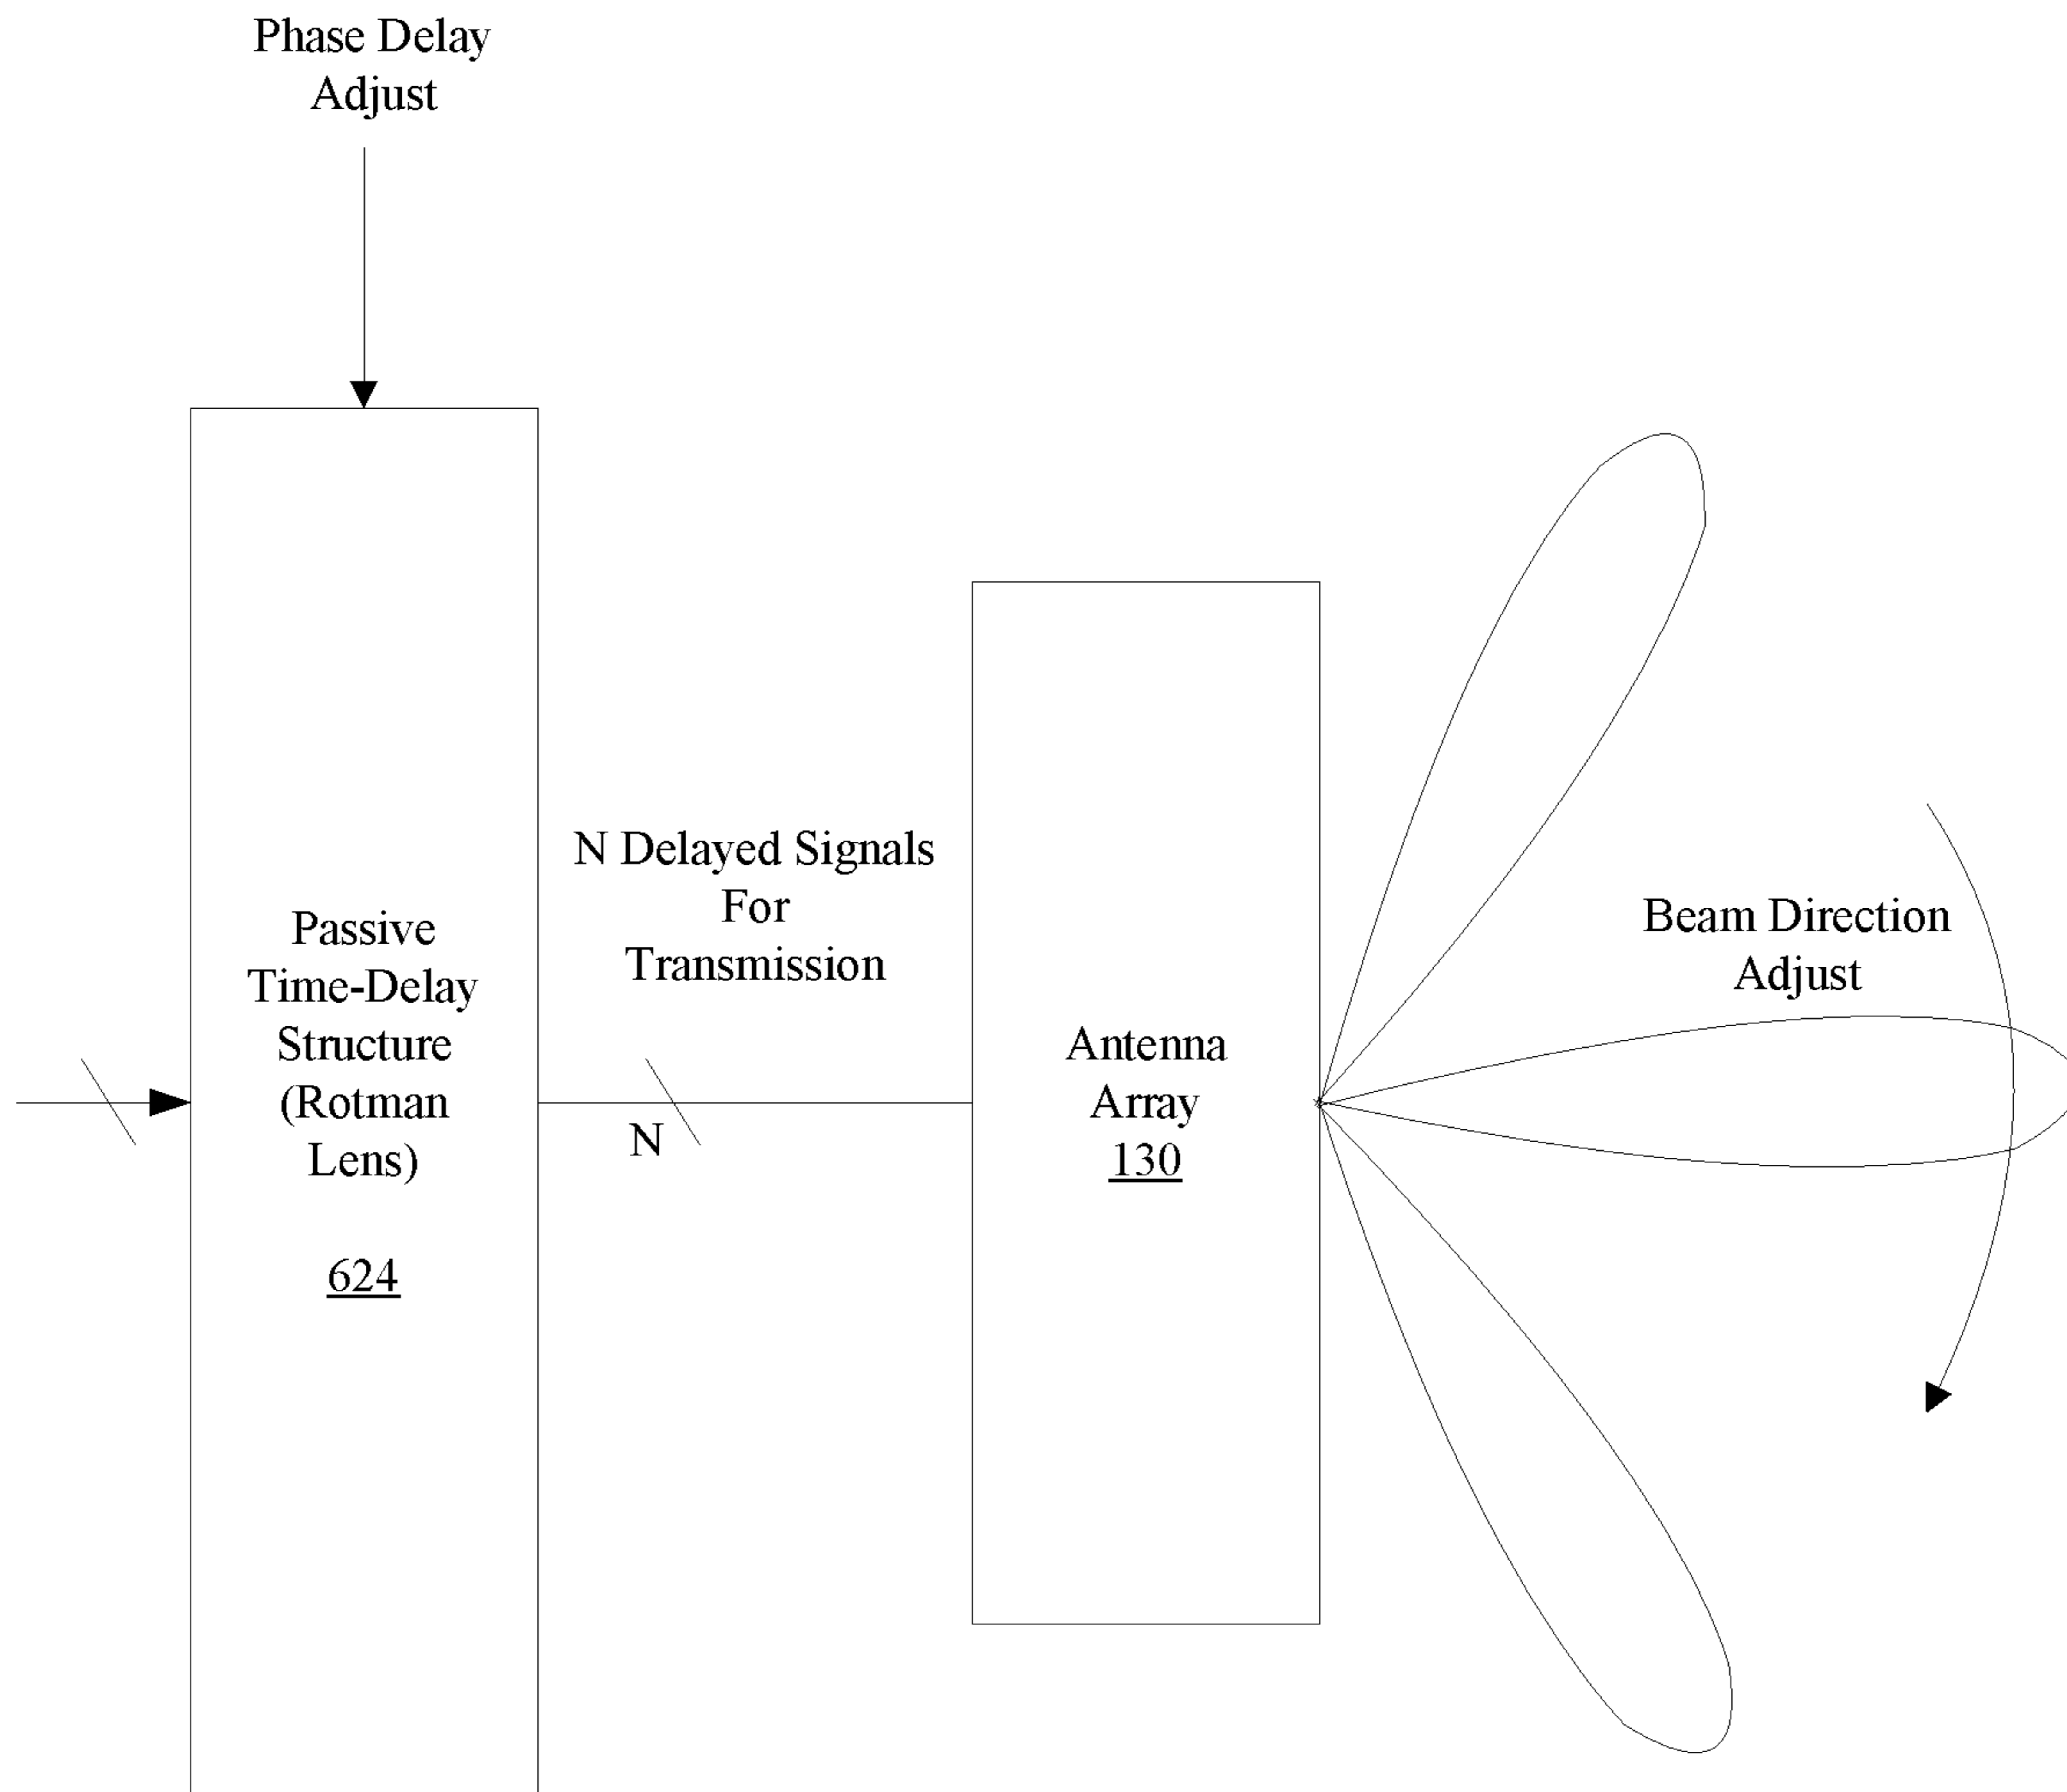 Phase Delay
Adjust
Passive
Time-Delay
Structure
(Rotman
Lens)
624
N Delayed Signals
For
Transmission
N
Antenna
Array
130
Beam Direction
Adjust